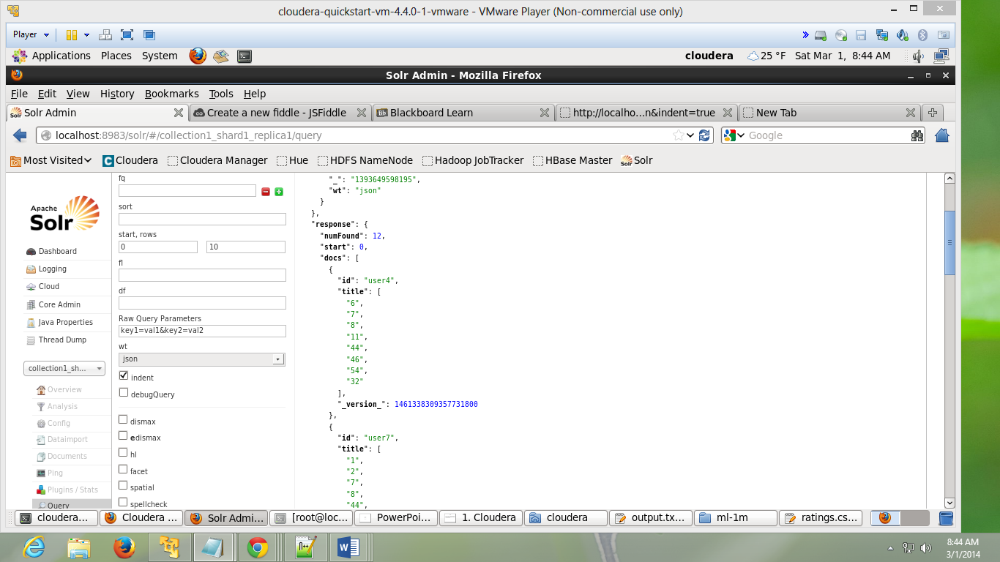 cloudera-quickstart-vm-4.4.0-1-vmware - VMware Player (Non-commercial use only)
Player
Applications Places System cloudera 25 °F Sat Mar 1, 8:44 AM
Solr Admin - Mozilla Firefox
File Edit View History Bookmarks Tools Help
Solr Admin Create a new fiddle - JSFiddle Bb Blackboard Learn http://localho...n&indent=true New Tab
localhost:8983/solr/#/collection1_shard1_replica1/query Google
Most Visited Cloudera Cloudera Manager Hue HDFS NameNode Hadoop JobTracker HBase Master Solr
Apache
Solr
Dashboard
Logging
Cloud
Core Admin
Java Properties
Thread Dump
collection1_sh...
Overview
Analysis
Config
Dataimport
Documents
Ping
Plugins / Stats
Query
fq
sort
start, rows
0 10
fl
df
Raw Query Parameters
key1=val1&key2=val2
wt
json
indent
debugQuery
dismax
edismax
hl
facet
spatial
spellcheck
"_": "1393649598195",
"wt": "json"
}
},
"response": {
"numFound": 12,
"start": 0,
"docs": [
{
"id": "user4",
"title": [
"6",
"7",
"8",
"11",
"44",
"46",
"54",
"32"
],
"_version_": 1461338309357731800
},
{
"id": "user7",
"title": [
"1",
"2",
"7",
"8",
"44",
cloudera... Cloudera ... Solr Admi... [root@loc... PowerPoi... 1. Cloudera cloudera output.tx... ml-1m ratings.cs...
8:44 AM
3/1/2014